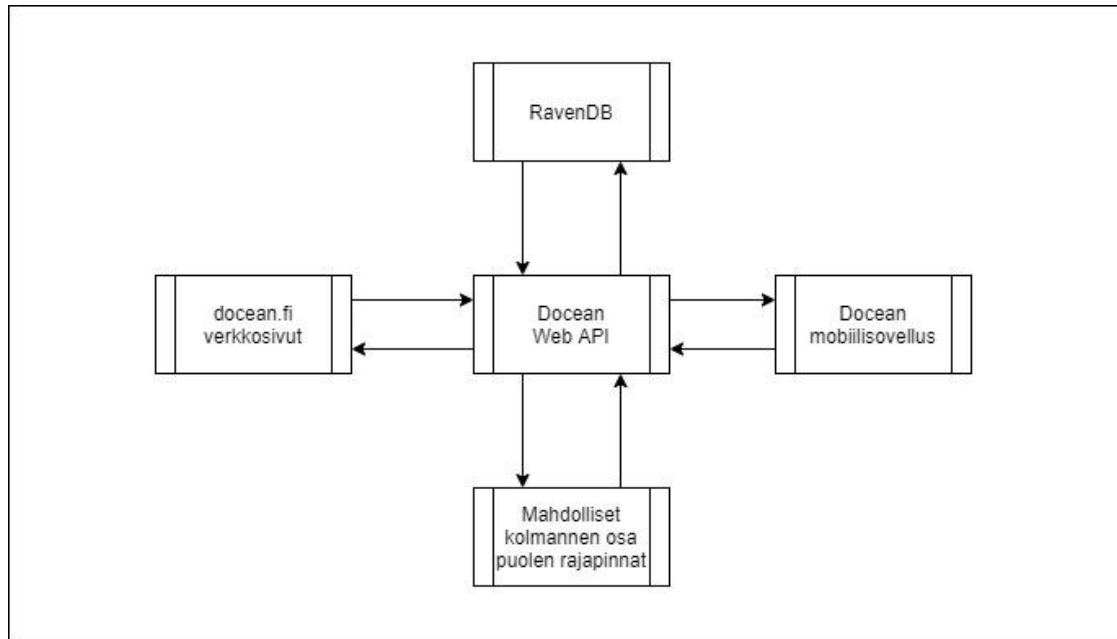 RavenDB
docean.fi
verkkosivut
Docean
Web API
Docean
mobiilisovellus
Mahdolliset
kolmannen osa
puolen rajapinnat